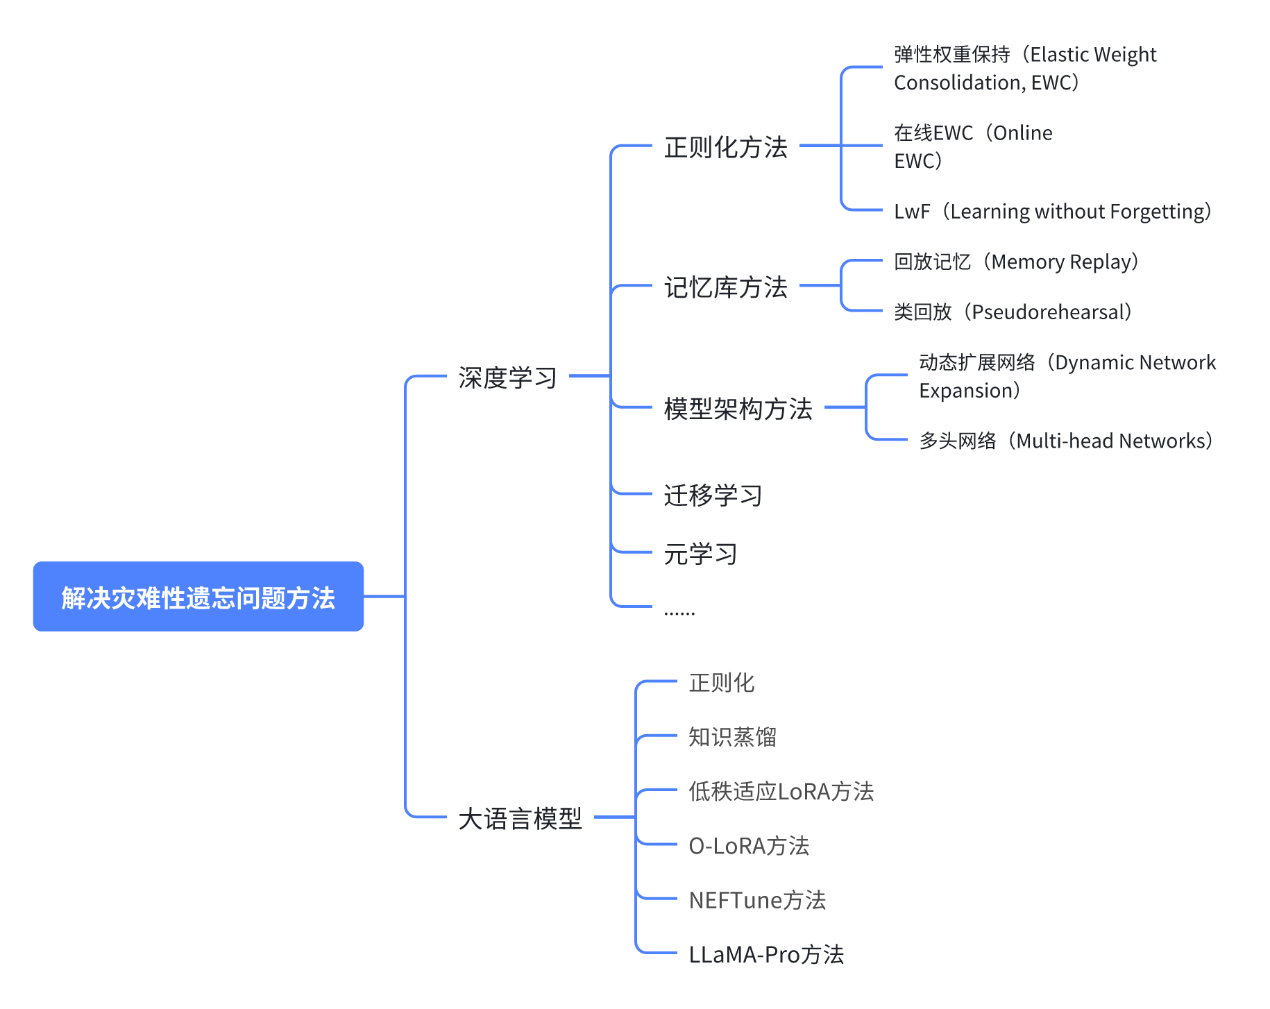 弹性权重保持（Elastic Weight
Consolidation, EWC）
在线EWC（Online
EWC）
正则化方法
LwF（Learning without Forgetting）
回放记忆（Memory Replay）
记忆库方法
类回放（Pseudorehearsal）
深度学习
动态扩展网络（Dynamic Network
Expansion）
模型架构方法
多头网络（Multi-head Networks）
迁移学习
元学习
......
解决灾难性遗忘问题方法
正则化
知识蒸馏
低秩适应LoRA方法
大语言模型
O-LoRA方法
NEFTune方法
LLaMA-Pro方法